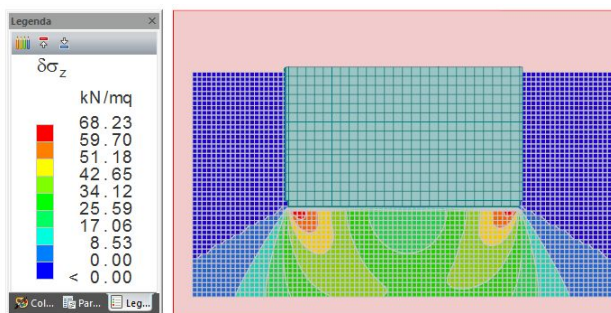 Legenda
δσz
kN/mq
68.23
59.70
51.18
42.65
34.12
25.59
17.06
8.53
0.00
< 0.00
Col... Par... Leg...